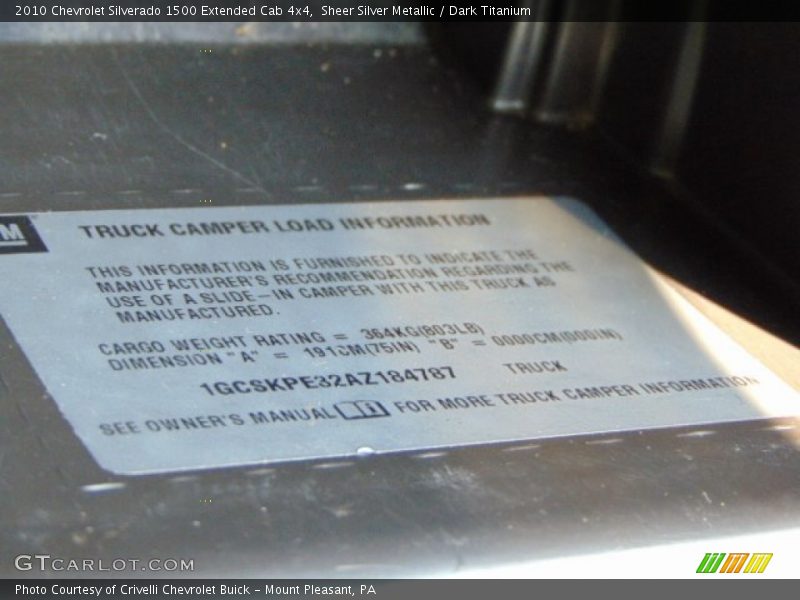 2010 Chevrolet Silverado 1500 Extended Cab 4x4, Sheer Silver Metallic / Dark Titanium
TRUCK CAMPER LOAD INFORMATION
THIS INFORMATION IS FURNISHED TO INDICATE THE
MANUFACTURER'S RECOMMENDATION REGARDING THE
USE OF A SLIDE-IN CAMPER WITH THIS TRUCK AS
MANUFACTURED.
CARGO WEIGHT RATING = 364KG(803LB)
DIMENSION "A" = 191CM(75IN) "B" = 0000CM(000IN)
1GCSKPE32AZ184787 TRUCK
SEE OWNER'S MANUAL FOR MORE TRUCK CAMPER INFORMATION
GTCARLOT.COM
Photo Courtesy of Crivelli Chevrolet Buick - Mount Pleasant, PA